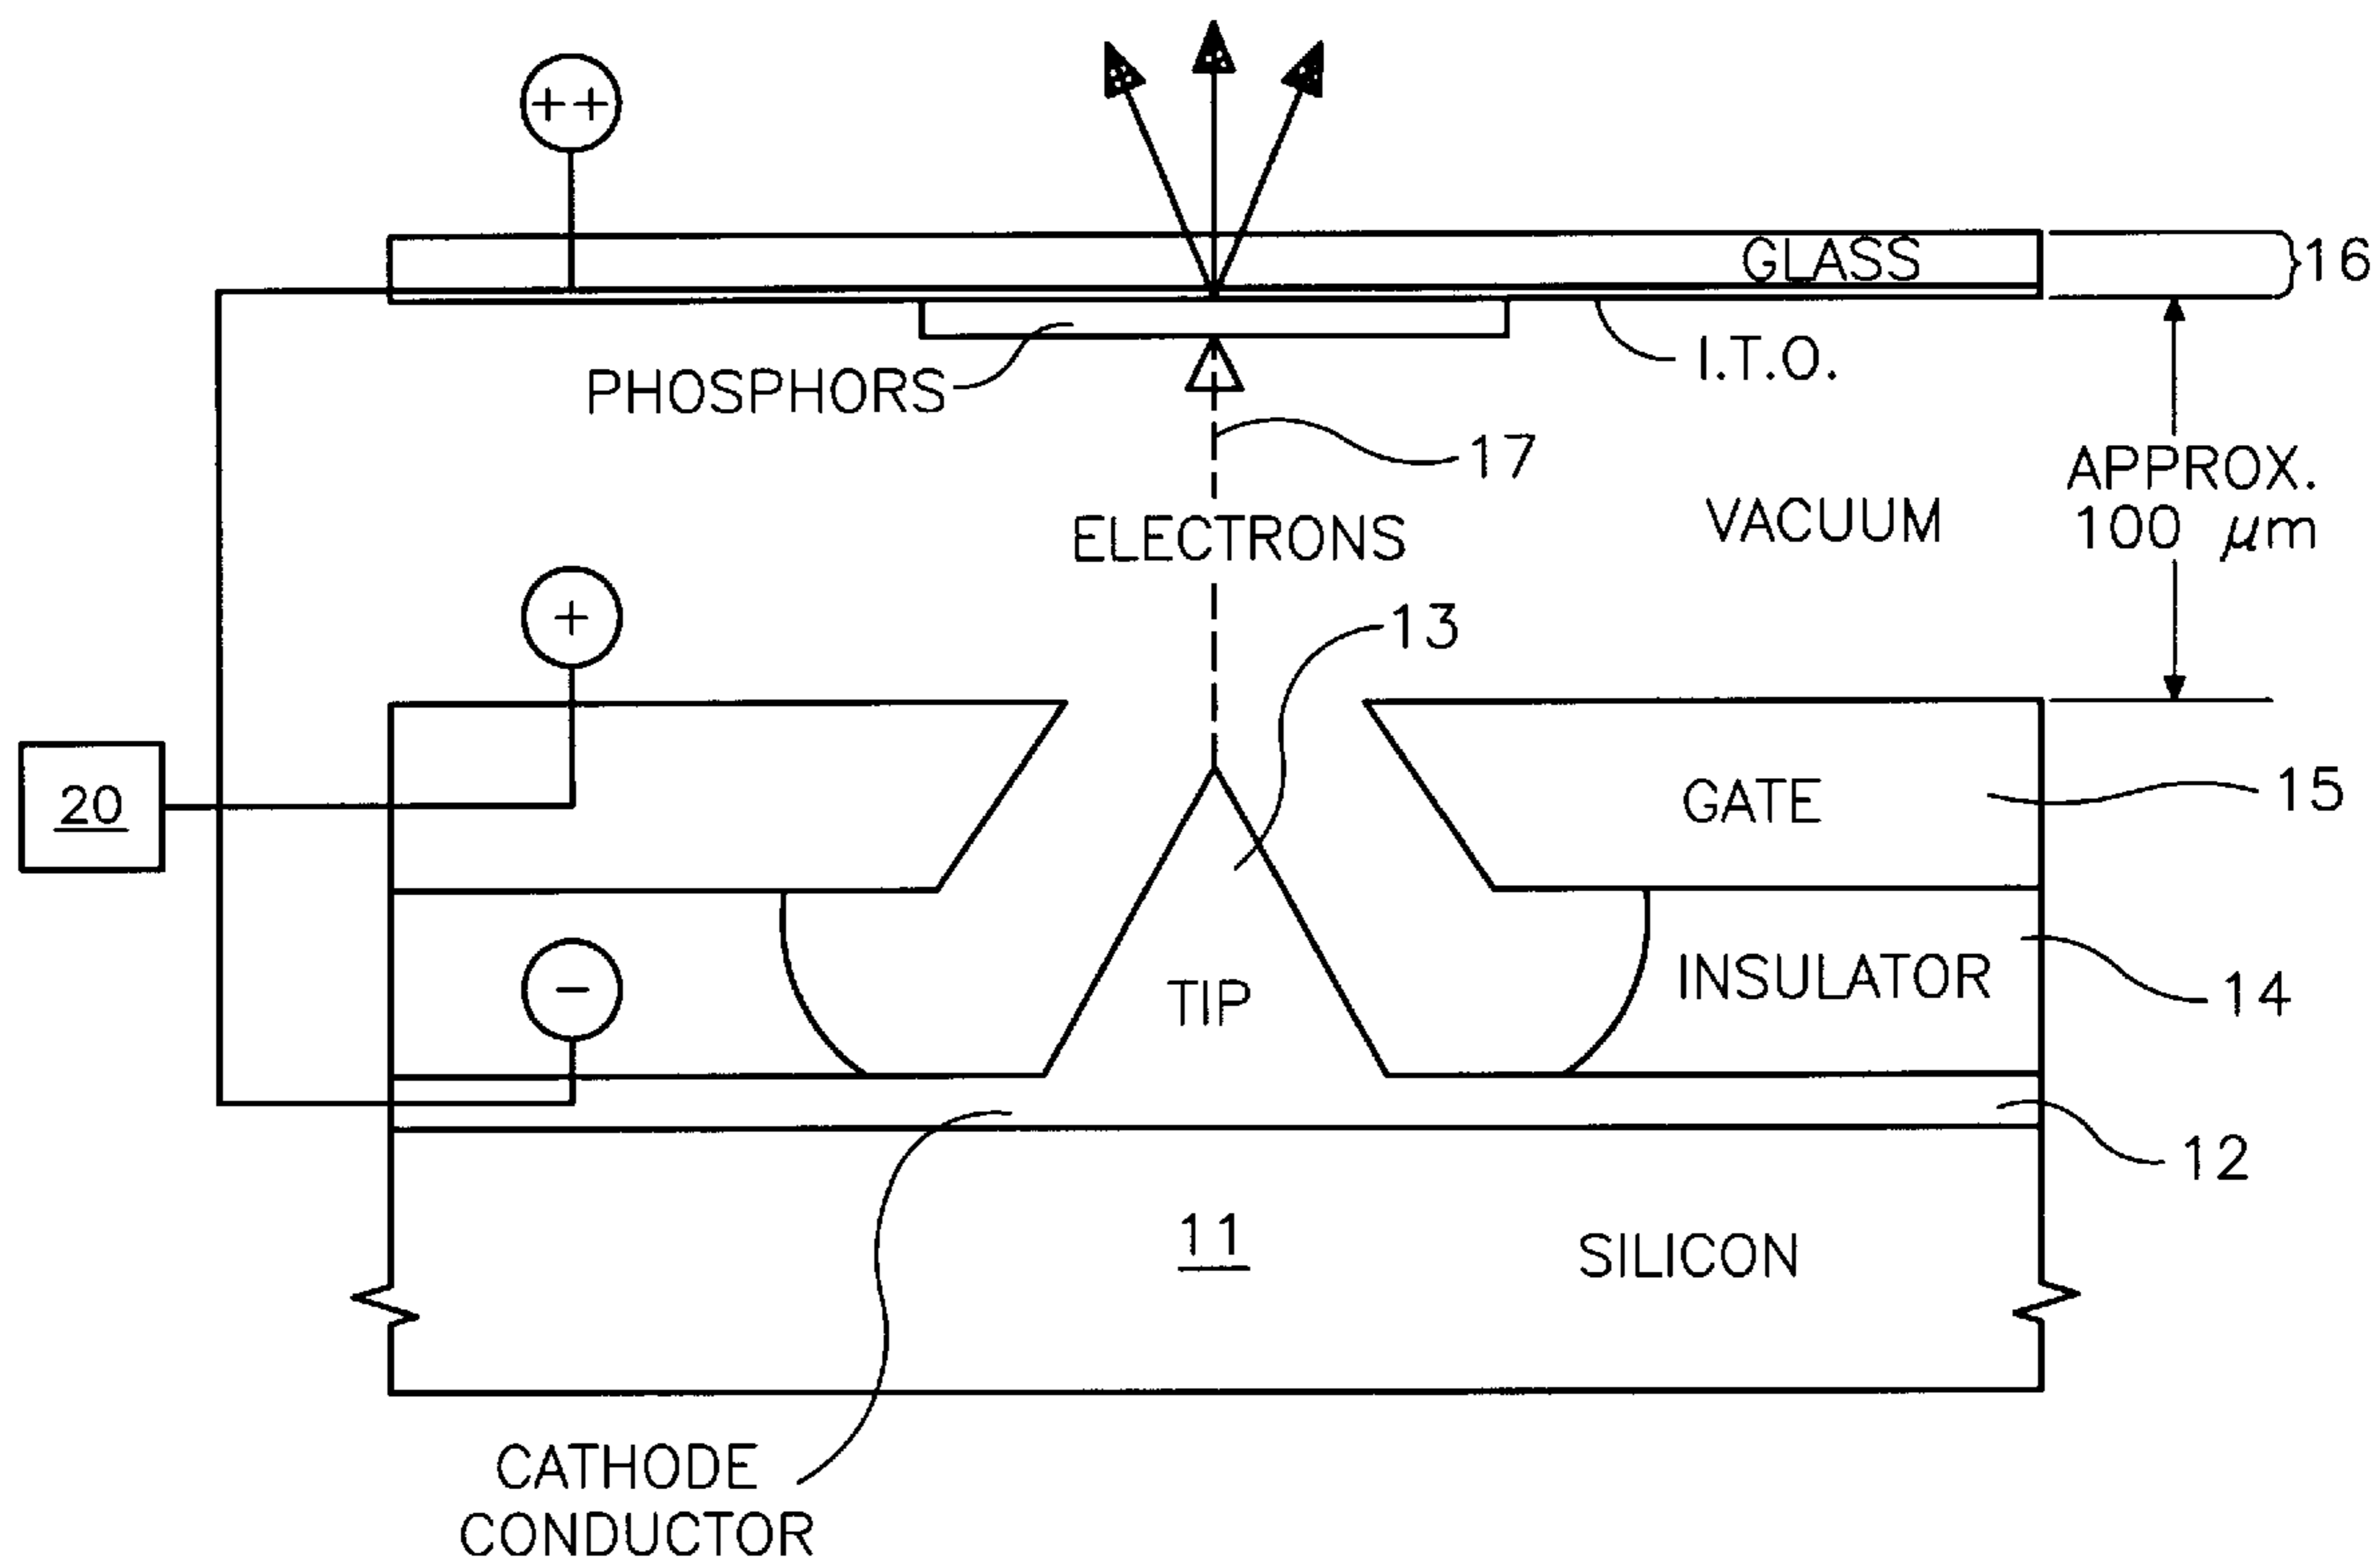 ++
GLASS
16
I.T.O.
PHOSPHORS
17
APPROX.
100 μm
VACUUM
ELECTRONS
+
13
20
GATE
15
INSULATOR
14
−
TIP
12
11
SILICON
CATHODE
CONDUCTOR